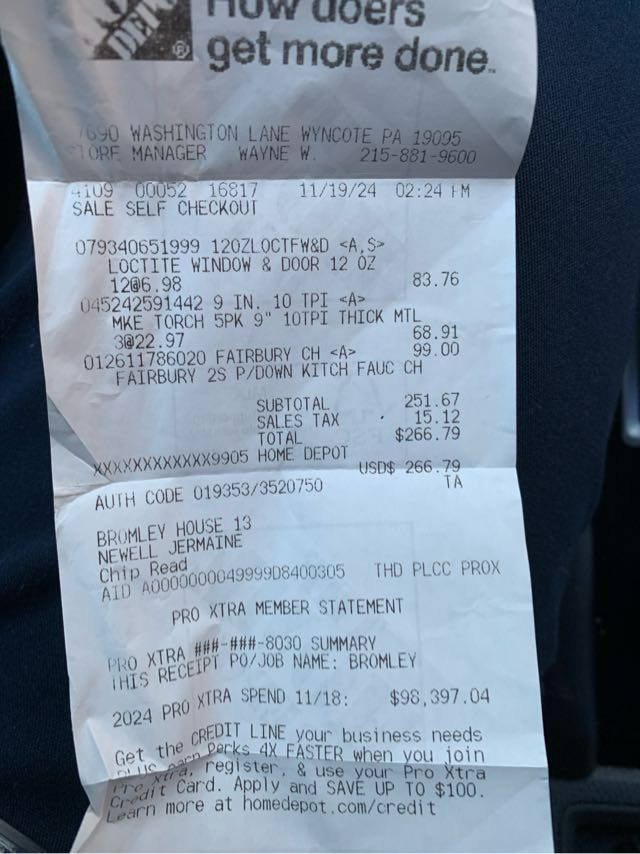 DEPOT
How doers
get more done.
®
7690 WASHINGTON LANE WYNCOTE PA 19095
STORE MANAGER WAYNE W. 215-881-9600
4109 00052 16817 11/19/24 02:24 PM
SALE SELF CHECKOUT
079340651999 12OZLOCTFW&D <A,S>
LOCTITE WINDOW & DOOR 12 OZ
12@6.98 83.76
045242591442 9 IN. 10 TPI <A>
MKE TORCH 5PK 9" 10TPI THICK MTL
3@22.97 68.91
012611786020 FAIRBURY CH <A> 99.00
FAIRBURY 2S P/DOWN KITCH FAUC CH
SUBTOTAL 251.67
SALES TAX 15.12
TOTAL $266.79
XXXXXXXXXXXX9905 HOME DEPOT
USD$ 266.79
AUTH CODE 019353/3520750 TA
BROMLEY HOUSE 13
NEWELL JERMAINE
Chip Read
AID A0000000049999D8400305 THD PLCC PROX
PRO XTRA MEMBER STATEMENT
PRO XTRA ###-###-8030 SUMMARY
THIS RECEIPT PO/JOB NAME: BROMLEY
2024 PRO XTRA SPEND 11/18: $98,397.04
Get the CREDIT LINE your business needs
PLUS earn Perks 4X FASTER when you join
Pro Xtra, register, & use your Pro Xtra
Credit Card. Apply and SAVE UP TO $100.
Learn more at homedepot.com/credit